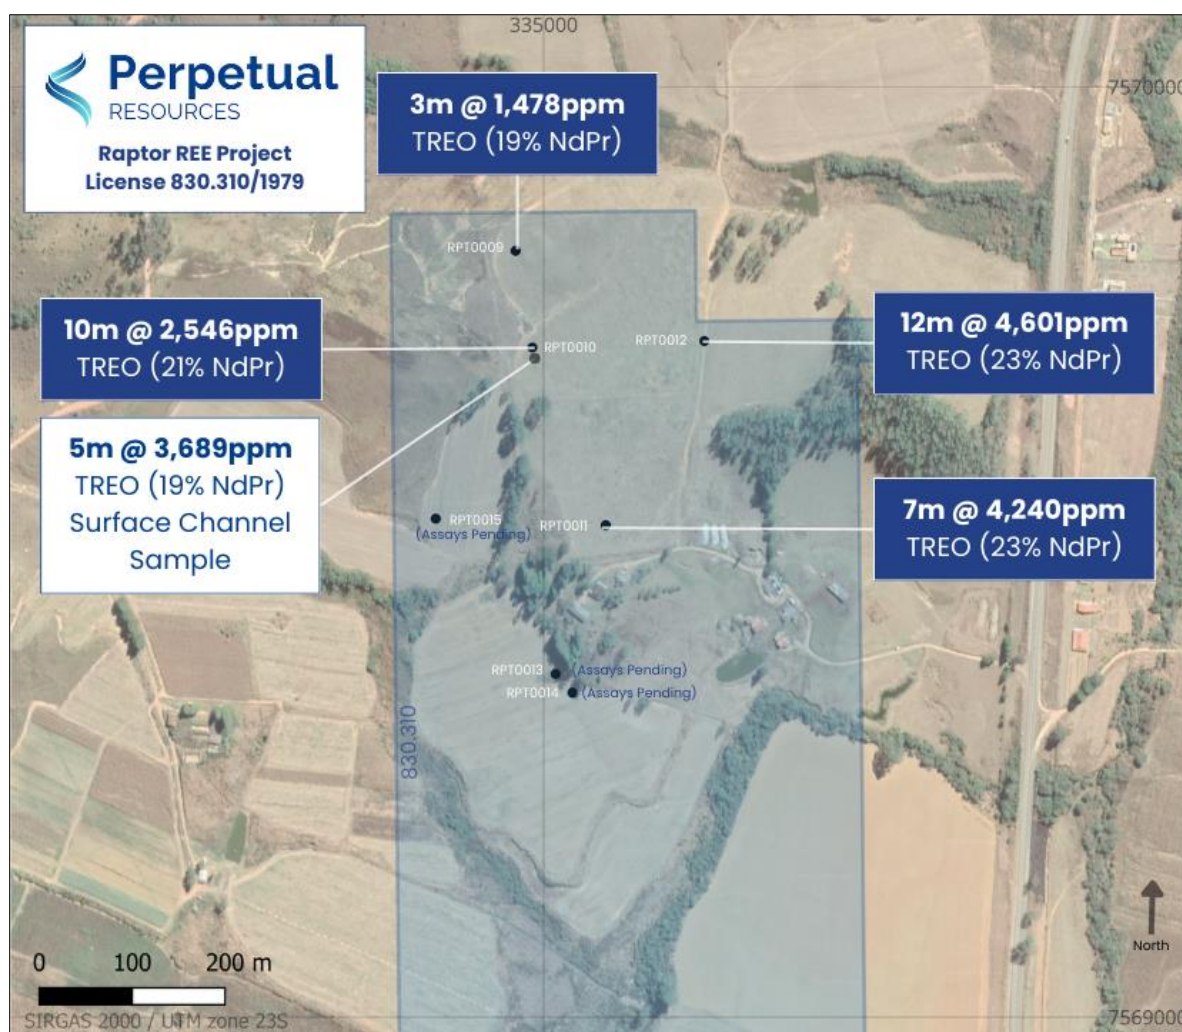 335000
7570000
Perpetual
RESOURCES
Raptor REE Project
License 830.310/1979
3m @ 1,478ppm
TREO (19% NdPr)
RPT0009
10m @ 2,546ppm
TREO (21% NdPr)
RPT0010
RPT0012
12m @ 4,601ppm
TREO (23% NdPr)
5m @ 3,689ppm
TREO (19% NdPr)
Surface Channel
Sample
RPT0015
(Assays Pending)
RPT0011
7m @ 4,240ppm
TREO (23% NdPr)
RPT0013
(Assays Pending)
RPT0014
(Assays Pending)
830.310
North
0 100 200 m
SIRGAS 2000 / UTM zone 23S
7569000